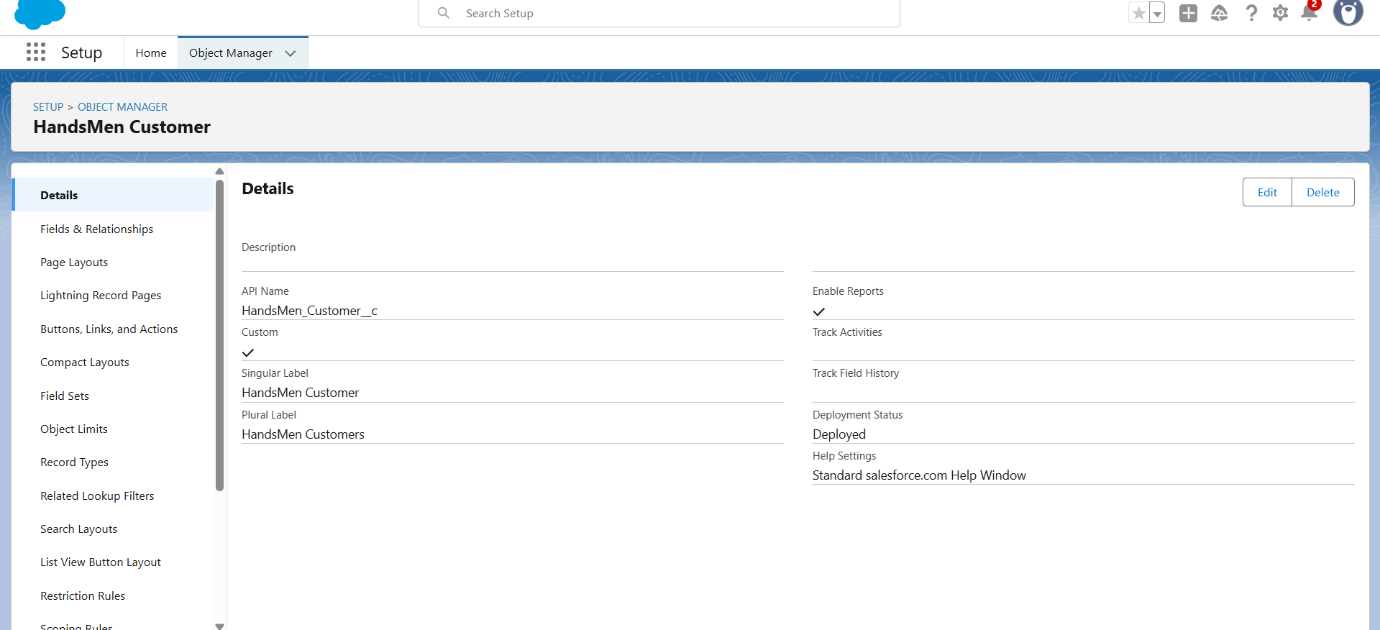 Search Setup
2
Setup
Home
Object Manager
SETUP > OBJECT MANAGER
HandsMen Customer
Details
Fields & Relationships
Page Layouts
Lightning Record Pages
Buttons, Links, and Actions
Compact Layouts
Field Sets
Object Limits
Record Types
Related Lookup Filters
Search Layouts
List View Button Layout
Restriction Rules
Scoping Rules
Details
Edit
Delete
Description
API Name
HandsMen_Customer__c
Custom
Singular Label
HandsMen Customer
Plural Label
HandsMen Customers
Enable Reports
Track Activities
Track Field History
Deployment Status
Deployed
Help Settings
Standard salesforce.com Help Window